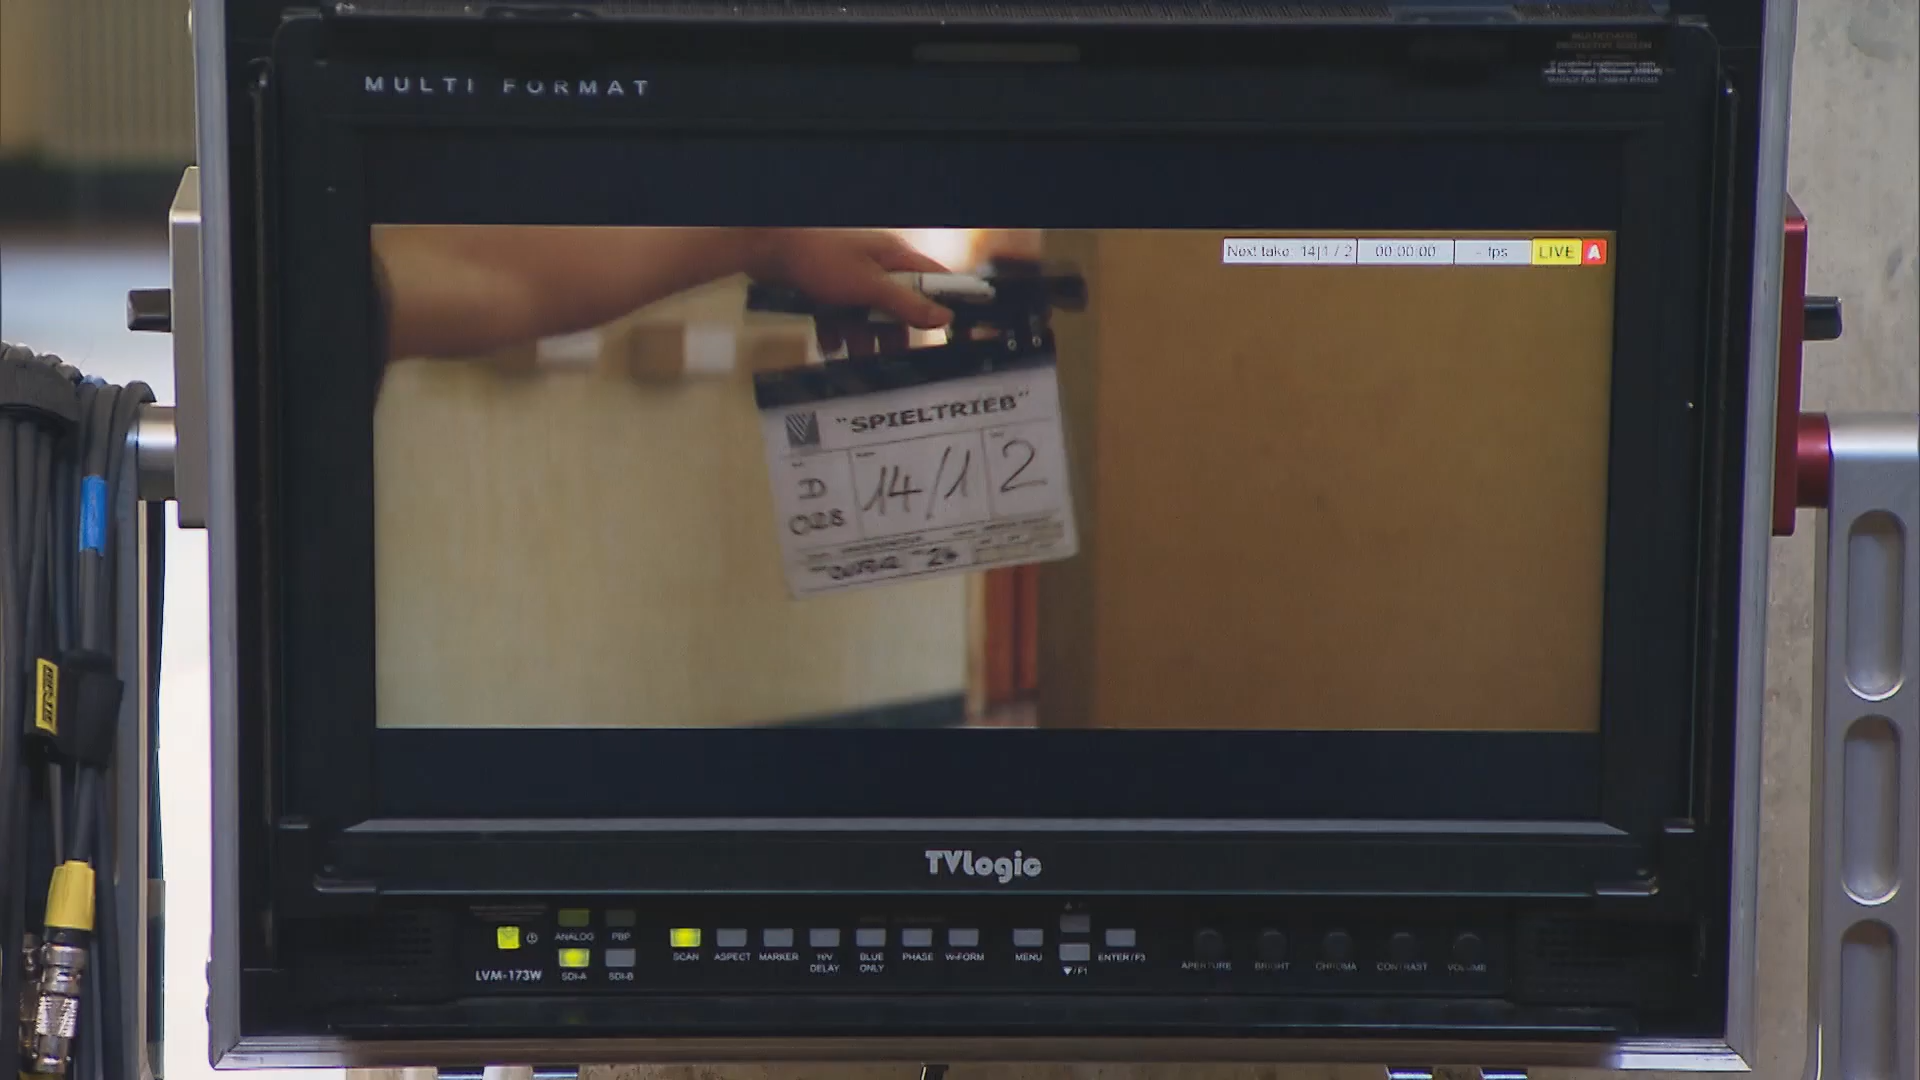 MULTI FORMAT
Next take: 14|1 / 2 00:00:00 - fps LIVE A
"SPIELTRIEB"
D 14/1 2
028
TVLogic
ANALOG PBP
SCAN ASPECT MARKER H/V DELAY BLUE ONLY PHASE W-FORM MENU ▼/F1 ENTER/F3
APERTURE BRIGHT CHROMA CONTRAST VOLUME
LVM-173W SDI-A SDI-B